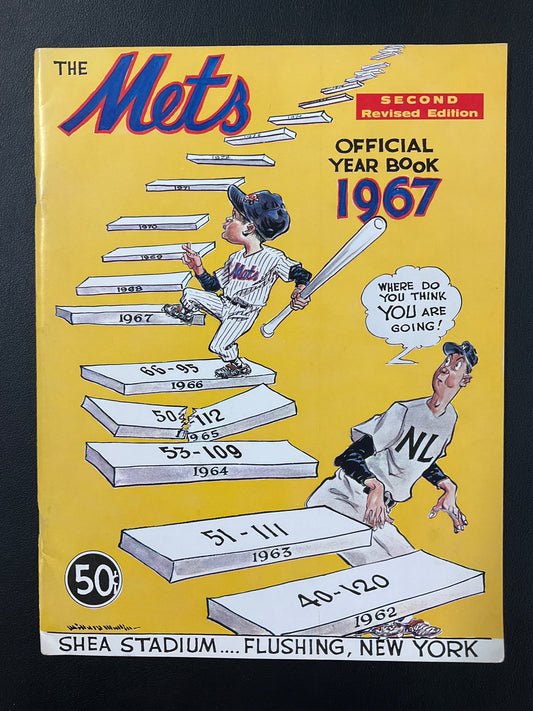 THE Mets
SECOND
Revised Edition
OFFICIAL
YEAR BOOK
1967
1971
1970
1969
1968
1967
Mets
WHERE DO
YOU THINK
YOU ARE
GOING!
66-95
1966
50-112
1965
53-109
1964
NL
51-111
1963
40-120
1962
50¢
SHEA STADIUM.... FLUSHING, NEW YORK